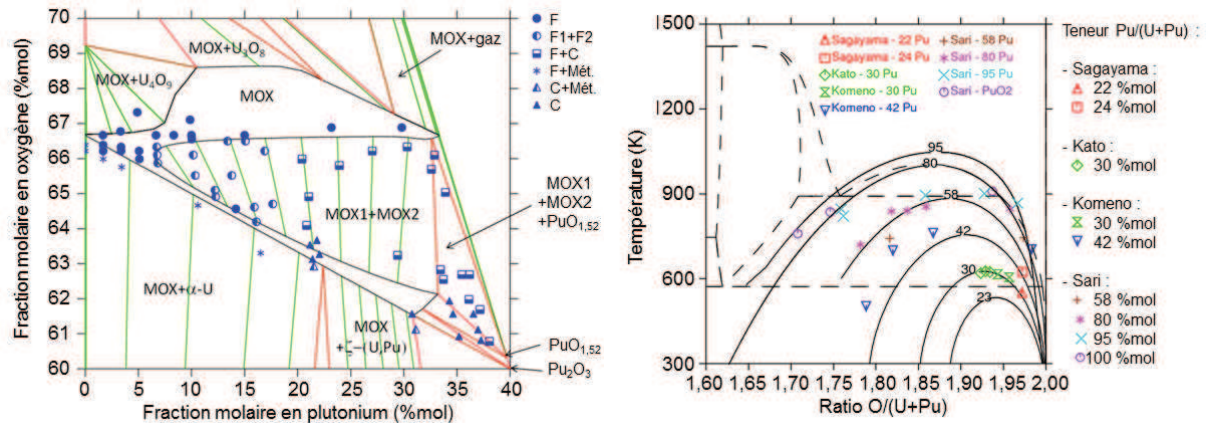 Fraction molaire en oxygène (%mol)
70
69
68
67
66
65
64
63
62
61
60
0
5
10
15
20
25
30
35
40
Fraction molaire en plutonium (%mol)
MOX+U3O8
MOX+U4O9
MOX
MOX+gaz
MOX1+MOX2
MOX1
+MOX2
+PuO1,52
MOX+α-U
MOX
+ζ-(U,Pu)
PuO1,52
Pu2O3
F
F1+F2
F+C
F+Mét.
C+Mét.
C
Température (K)
1500
1200
900
600
300
1,60
1,65
1,70
1,75
1,80
1,85
1,90
1,95
2,00
Ratio O/(U+Pu)
Sagayama - 22 Pu
Sagayama - 24 Pu
Kato - 30 Pu
Komeno - 30 Pu
Komeno - 42 Pu
Sari - 58 Pu
Sari - 80 Pu
Sari - 95 Pu
Sari - PuO2
95
80
58
42
30
23
Teneur Pu/(U+Pu) :
- Sagayama :
22 %mol
24 %mol
- Kato :
30 %mol
- Komeno :
30 %mol
42 %mol
- Sari :
58 %mol
80 %mol
95 %mol
100 %mol